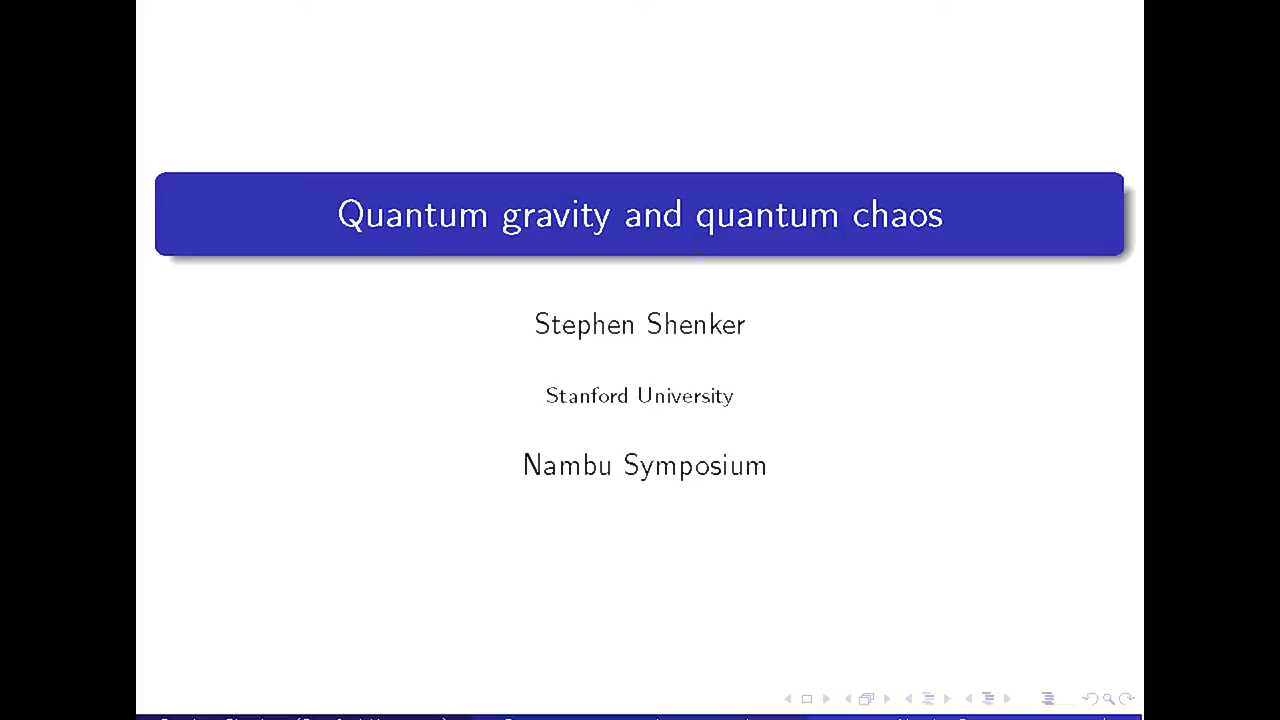 Quantum gravity and quantum chaos
Stephen Shenker
Stanford University
Nambu Symposium